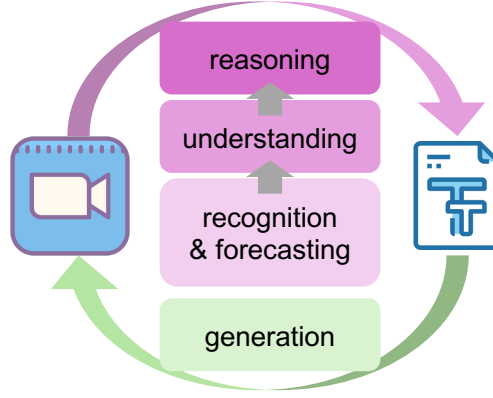 reasoning
understanding
recognition
& forecasting
generation